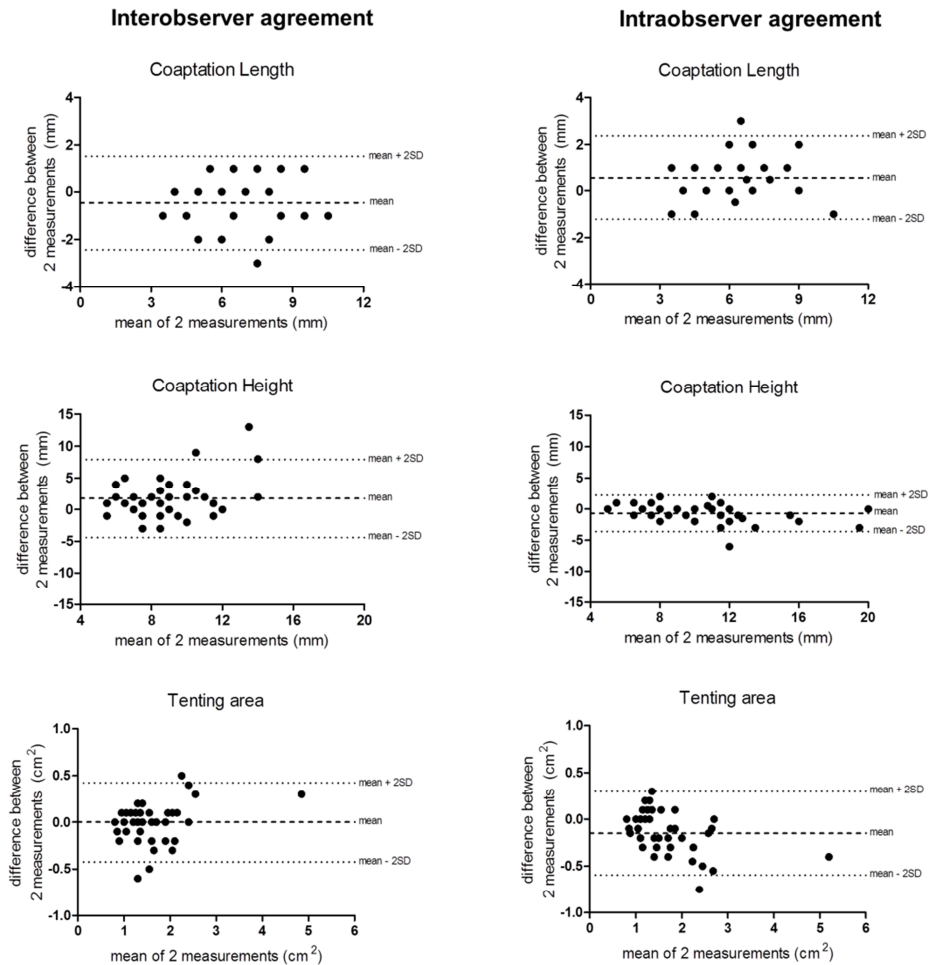 Interobserver agreement
Intraobserver agreement
Coaptation Length
4
2
0
-2
-4
difference between
2 measurements (mm)
mean + 2SD
mean
mean - 2SD
0 3 6 9 12
mean of 2 measurements (mm)
Coaptation Length
4
2
0
-2
-4
difference between
2 measurements (mm)
mean + 2SD
mean
mean - 2SD
0 3 6 9 12
mean of 2 measurements (mm)
Coaptation Height
15
10
5
0
-5
-10
-15
difference between
2 measurements (mm)
mean + 2SD
mean
mean - 2SD
4 8 12 16 20
mean of 2 measurements (mm)
Coaptation Height
15
10
5
0
-5
-10
-15
difference between
2 measurements (mm)
mean + 2SD
mean
mean - 2SD
4 8 12 16 20
mean of 2 measurements (mm)
Tenting area
1.0
0.5
0.0
-0.5
-1.0
difference between
2 measurements (cm²)
mean + 2SD
mean
mean - 2SD
0 1 2 3 4 5 6
mean of 2 measurements (cm²)
Tenting area
1.0
0.5
0.0
-0.5
-1.0
difference between
2 measurements (cm²)
mean + 2SD
mean
mean - 2SD
0 1 2 3 4 5 6
mean of 2 measurements (cm²)